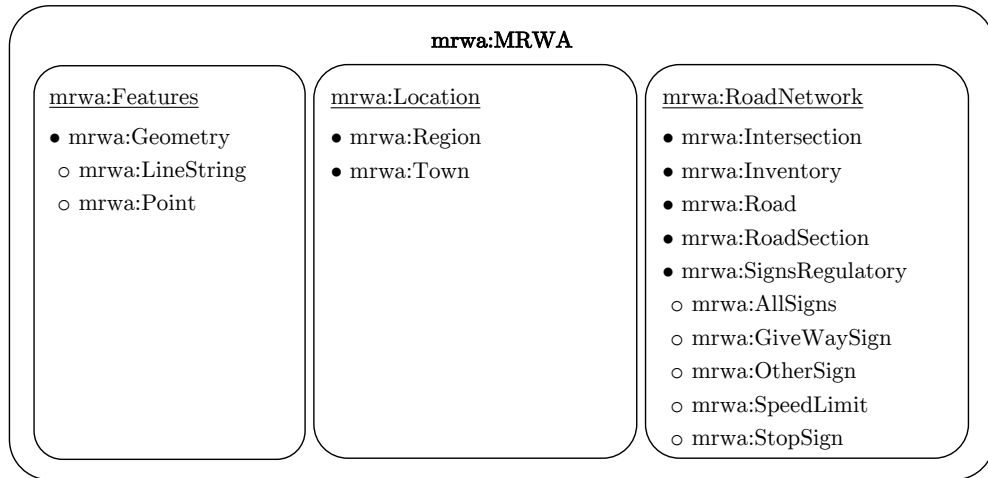 mrwa:MRWA
mrwa:Features
• mrwa:Geometry
○ mrwa:LineString
○ mrwa:Point
mrwa:Location
• mrwa:Region
• mrwa:Town
mrwa:RoadNetwork
• mrwa:Intersection
• mrwa:Inventory
• mrwa:Road
• mrwa:RoadSection
• mrwa:SignsRegulatory
○ mrwa:AllSigns
○ mrwa:GiveWaySign
○ mrwa:OtherSign
○ mrwa:SpeedLimit
○ mrwa:StopSign